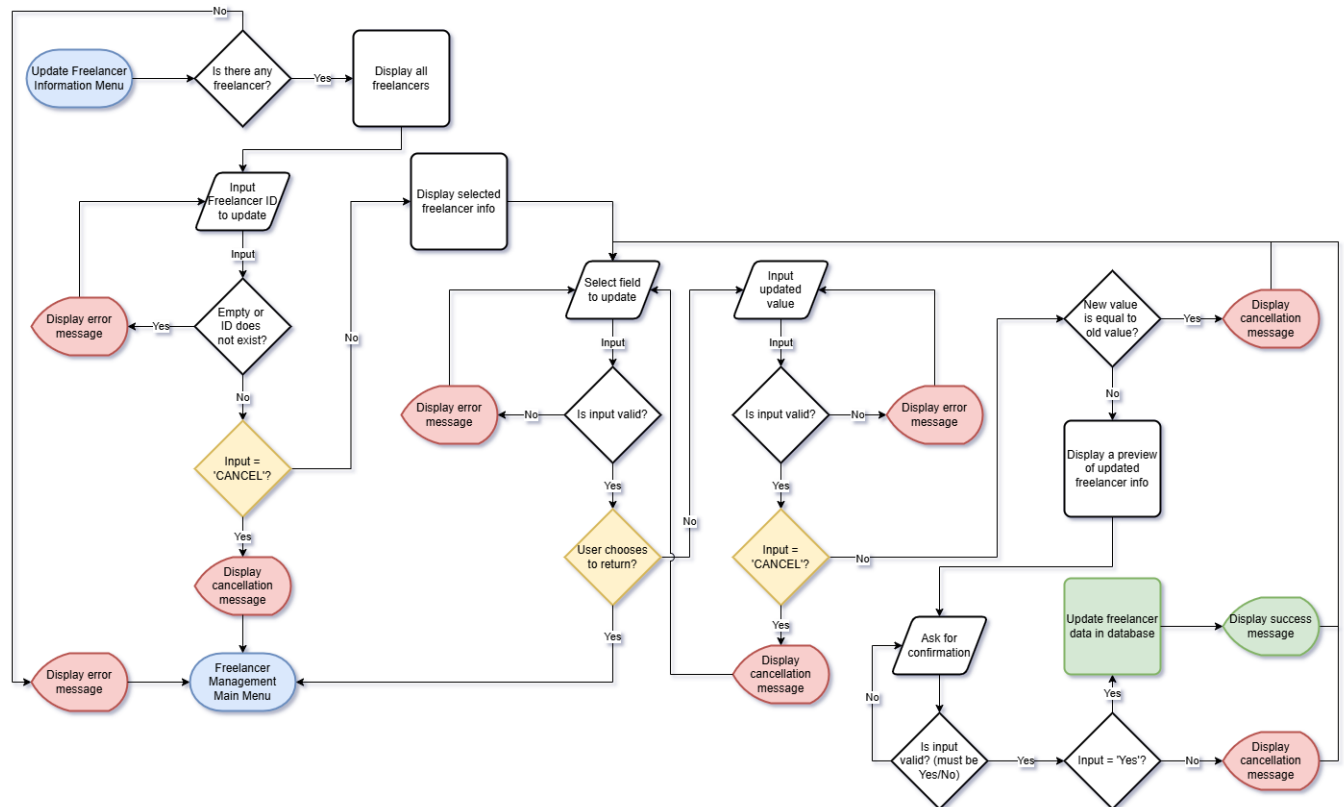 No
Update Freelancer
Information Menu
Is there any
freelancer?
Yes
Display all
freelancers
Input
Freelancer ID
to update
Display selected
freelancer info
Input
Display error
message
Yes
Empty or
ID does
not exist?
No
No
Input =
'CANCEL'?
Yes
Display
cancellation
message
Display error
message
Freelancer
Management
Main Menu
Select field
to update
Input
Display error
message
No
Is input valid?
Yes
User chooses
to return?
No
Yes
Input
updated
value
Input
Is input valid?
No
Display error
message
Yes
Input =
'CANCEL'?
No
Yes
Display
cancellation
message
New value
is equal to
old value?
Yes
Display
cancellation
message
No
Display a preview
of updated
freelancer info
Ask for
confirmation
No
Is input
valid? (must be
Yes/No)
Yes
Input = 'Yes'?
Yes
Update freelancer
data in database
Display success
message
No
Display
cancellation
message